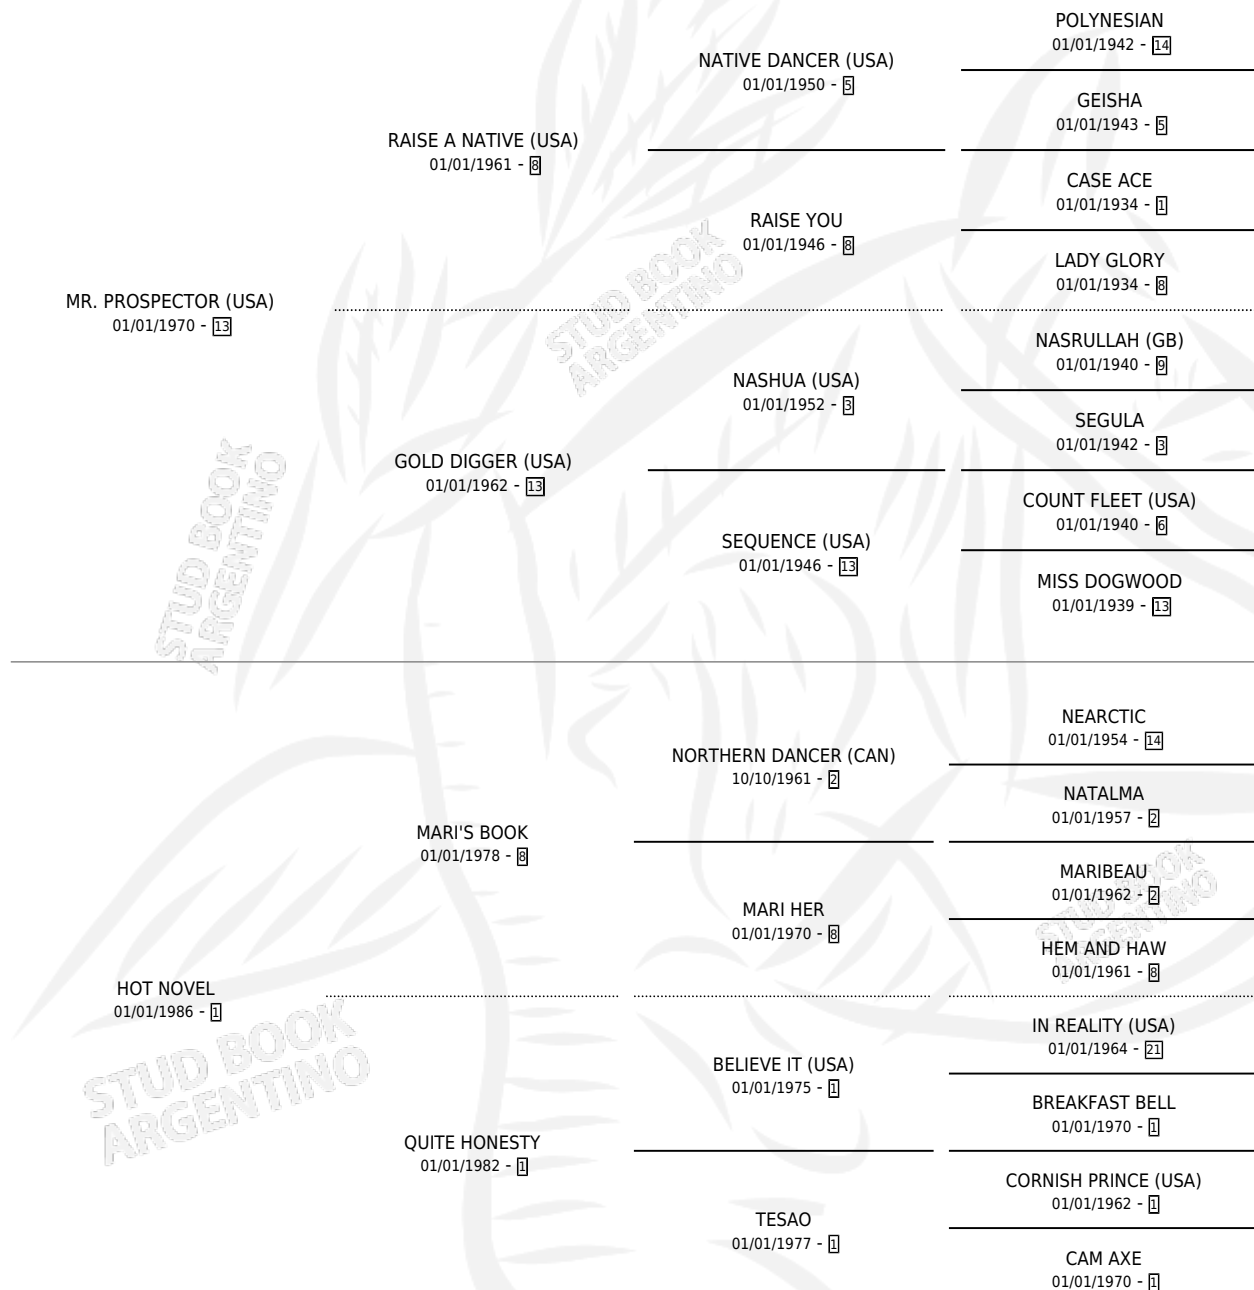 POLYNESIAN
01/01/1942 - 14
NATIVE DANCER (USA)
01/01/1950 - 5
GEISHA
01/01/1943 - 5
RAISE A NATIVE (USA)
01/01/1961 - 8
CASE ACE
01/01/1934 - 1
RAISE YOU
01/01/1946 - 8
LADY GLORY
01/01/1934 - 8
MR. PROSPECTOR (USA)
01/01/1970 - 13
STUD BOOK
ARGENTINO
NASRULLAH (GB)
01/01/1940 - 9
NASHUA (USA)
01/01/1952 - 3
SEGULA
01/01/1942 - 3
GOLD DIGGER (USA)
01/01/1962 - 13
COUNT FLEET (USA)
01/01/1940 - 6
SEQUENCE (USA)
01/01/1946 - 13
MISS DOGWOOD
01/01/1939 - 13
STUD BOOK
ARGENTINO
NEARCTIC
01/01/1954 - 14
NORTHERN DANCER (CAN)
10/10/1961 - 2
NATALMA
01/01/1957 - 2
MARI'S BOOK
01/01/1978 - 8
MARIBEAU
01/01/1962 - 2
MARI HER
01/01/1970 - 8
STUD BOOK
ARGENTINO
HEM AND HAW
01/01/1961 - 8
HOT NOVEL
01/01/1986 - 1
IN REALITY (USA)
01/01/1964 - 21
BELIEVE IT (USA)
01/01/1975 - 1
BREAKFAST BELL
01/01/1970 - 1
STUD BOOK
ARGENTINO
QUITE HONESTY
01/01/1982 - 1
CORNISH PRINCE (USA)
01/01/1962 - 1
TESAO
01/01/1977 - 1
CAM AXE
01/01/1970 - 1